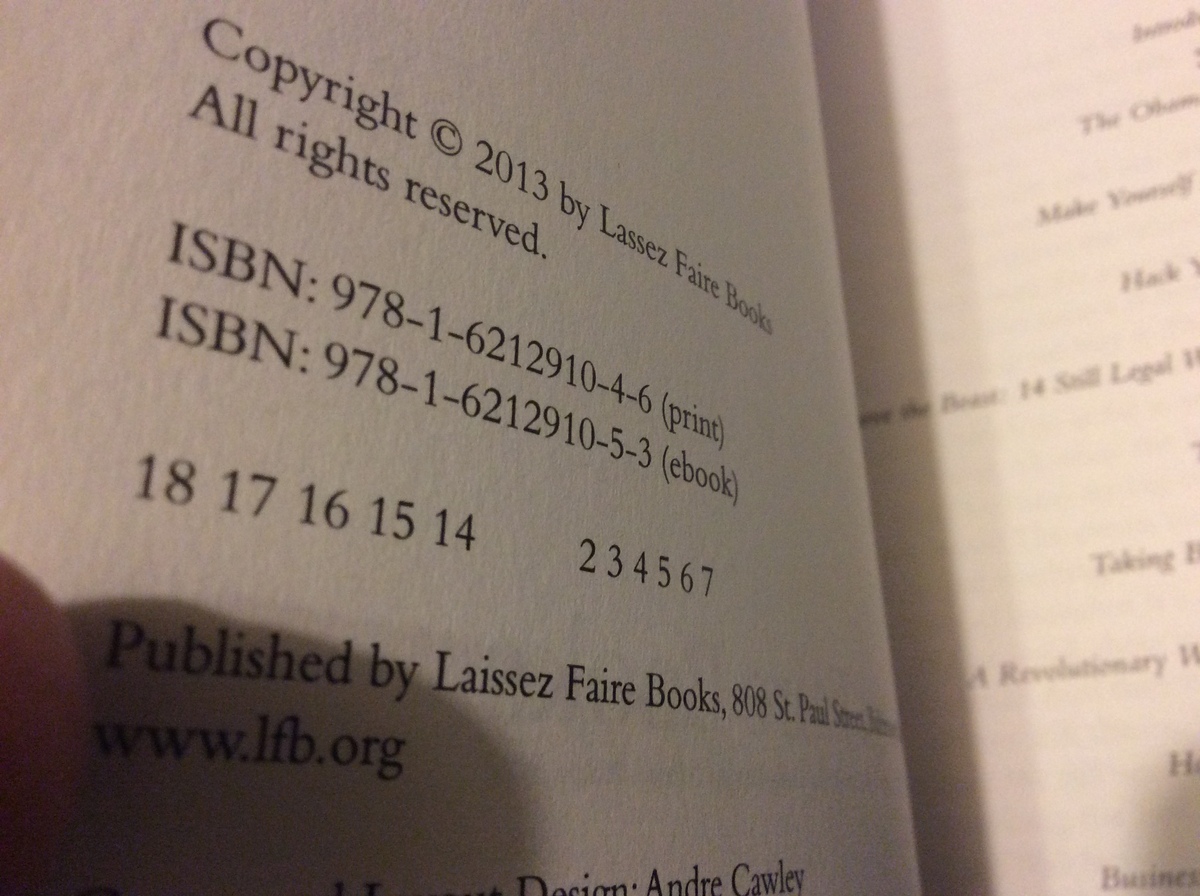 Copyright © 2013 by Lassez Faire Books
All rights reserved.
ISBN: 978-1-6212910-4-6 (print)
ISBN: 978-1-6212910-5-3 (ebook)
18 17 16 15 14 2 3 4 5 6 7
Published by Laissez Faire Books, 808 St. Paul Street,
www.lfb.org
Design: Andre Cawley
The
Make Yourself
Hack
the Beast: 14 Still Legal
Taking
A Revolutionary